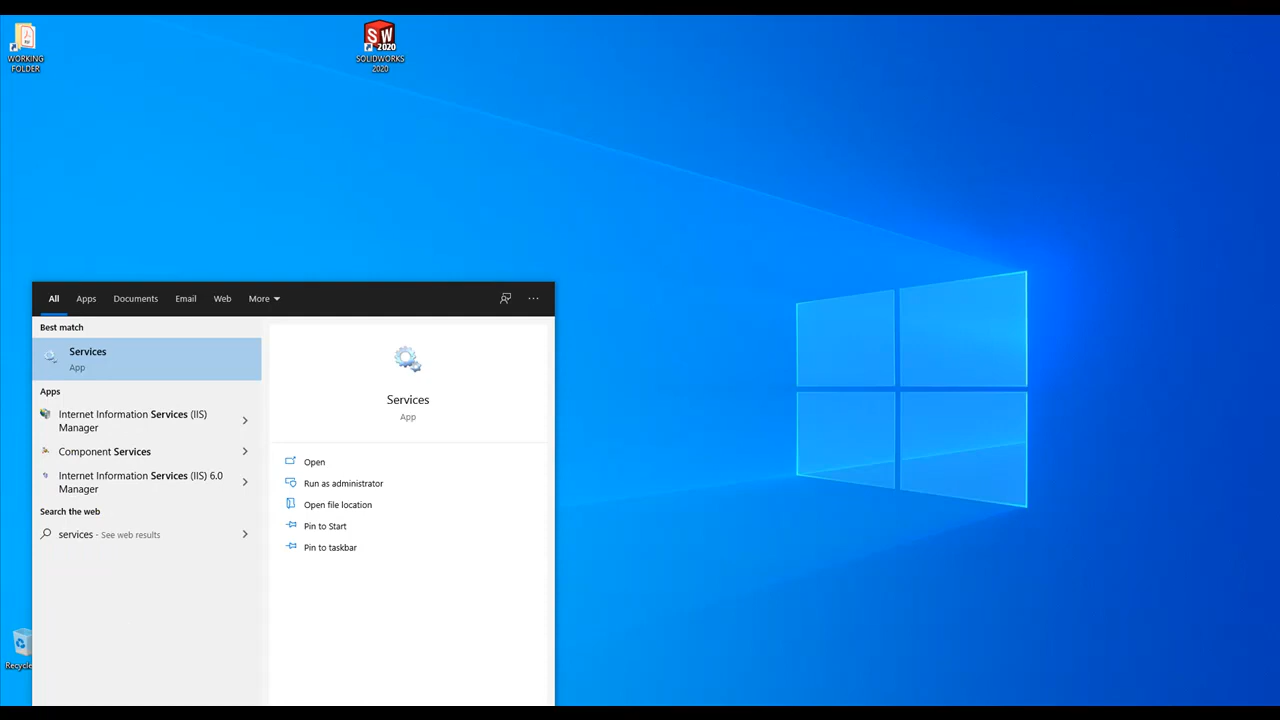 WORKING
FOLDER
SW
2020
SOLIDWORKS
2020
All Apps Documents Email Web More
Best match
Services
App
Apps
Internet Information Services (IIS)
Manager
Component Services
Internet Information Services (IIS) 6.0
Manager
Search the web
services - See web results
Services
App
Open
Run as administrator
Open file location
Pin to Start
Pin to taskbar
Recycle